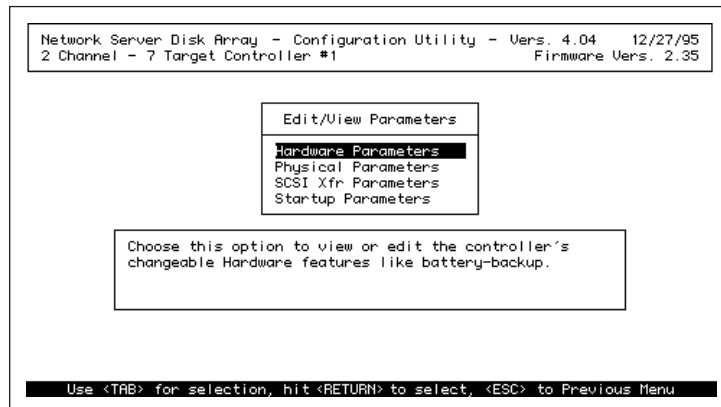 Network Server Disk Array - Configuration Utility - Vers. 4.04 12/27/95
2 Channel - 7 Target Controller #1 Firmware Vers. 2.35
Edit/View Parameters
Hardware Parameters
Physical Parameters
SCSI Xfr Parameters
Startup Parameters
Choose this option to view or edit the controller's
changeable Hardware features like battery-backup.
Use <TAB> for selection, hit <RETURN> to select, <ESC> to Previous Menu